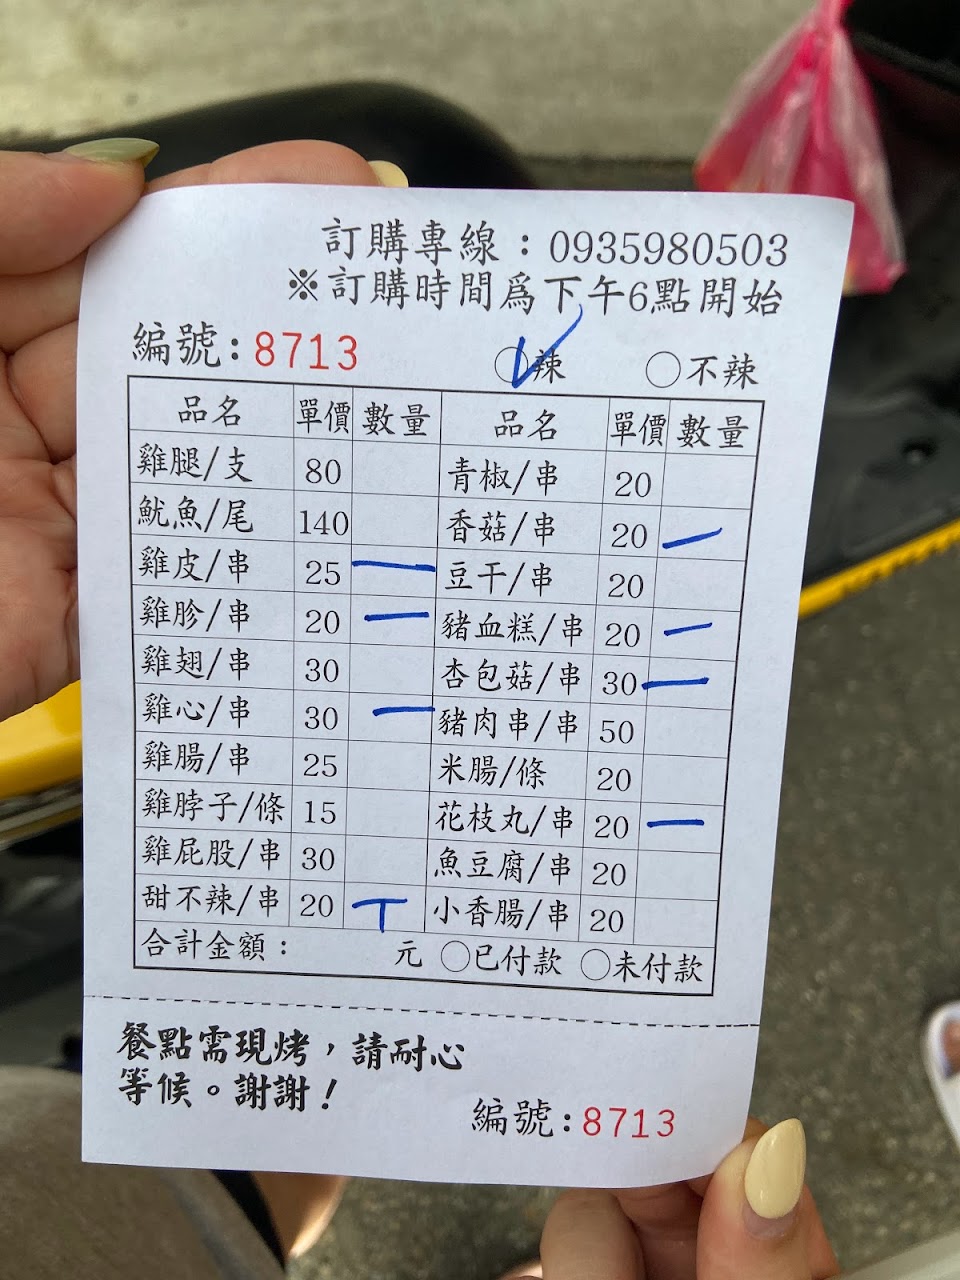 訂購專線：0935980503
※訂購時間爲下午6點開始
編號:8713 ○辣 ○不辣
品名 單價 數量 品名 單價 數量
雞腿/支 80 青椒/串 20
魷魚/尾 140 香菇/串 20 一
雞皮/串 25 一 豆干/串 20
雞胗/串 20 一 豬血糕/串 20 一
雞翅/串 30 杏包菇/串 30 一
雞心/串 30 一 豬肉串/串 50
雞腸/串 25 米腸/條 20
雞脖子/條 15 花枝丸/串 20 一
雞屁股/串 30 魚豆腐/串 20
甜不辣/串 20 T 小香腸/串 20
合計金額： 元 ○已付款 ○未付款
餐點需現烤，請耐心
等候。謝謝！
編號:8713